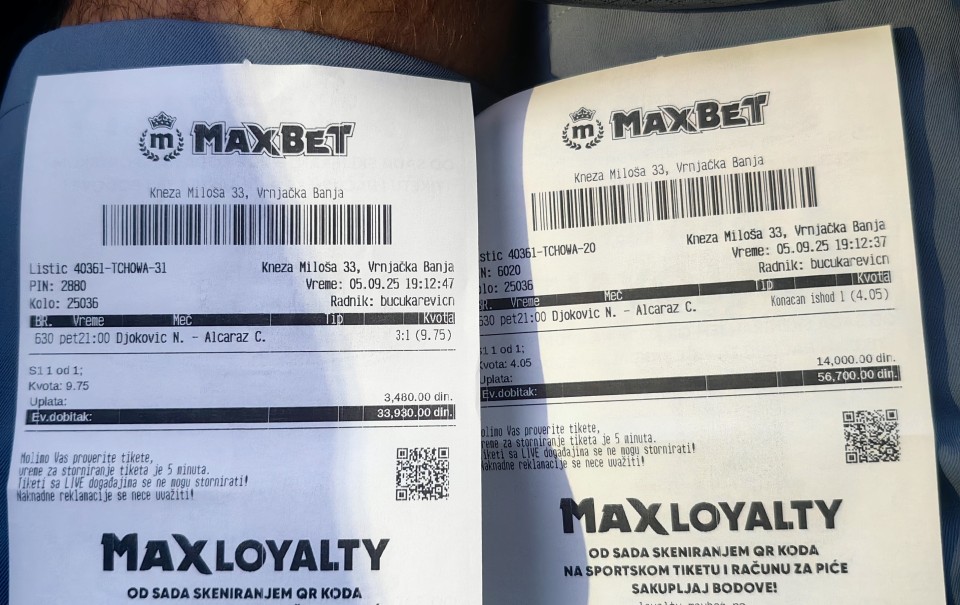 m MAXBET
Kneza Miloša 33, Vrnjačka Banja
Listic 40361-TCHOWA-31 Kneza Miloša 33, Vrnjačka Banja
PIN: 2880 Vreme: 05.09.25 19:12:47
Kolo: 25036 Radnik: bucukarevicn
BR. Vreme Meč Tip Kvota
630 pet21:00 Djokovic N. - Alcaraz C. 3:1 (9.75)
S1 1 od 1;
Kvota: 9.75
Uplata: 3,480.00 din.
Ev.dobitak: 33,930.00 din.
Molimo Vas proverite tikete,
vreme za storniranje tiketa je 5 minuta.
Tiketi sa LIVE događajima se ne mogu stornirati!
Naknadne reklamacije se nece uvažiti!
MAXLOYALTY
OD SADA SKENIRANJEM QR KODA
m MAXBET
Kneza Miloša 33, Vrnjačka Banja
stic 40361-TCHOWA-20 Kneza Miloša 33, Vrnjačka Banja
N: 6020 Vreme: 05.09.25 19:12:37
olo: 25036 Radnik: bucukarevicn
BR. Vreme Meč Tip Kvota
630 pet21:00 Djokovic N. - Alcaraz C. Konacan ishod 1 (4.05)
S1 1 od 1;
Kvota: 4.05
Uplata: 14,000.00 din.
Ev.dobitak: 56,700.00 din.
olimo Vas proverite tikete,
reme za storniranje tiketa je 5 minuta.
iketi sa LIVE događajima se ne mogu stornirati!
Naknadne reklamacije se nece uvažiti!
MAXLOYALTY
OD SADA SKENIRANJEM QR KODA
NA SPORTSKOM TIKETU I RAČUNU ZA PIĆE
SAKUPLJAJ BODOVE!